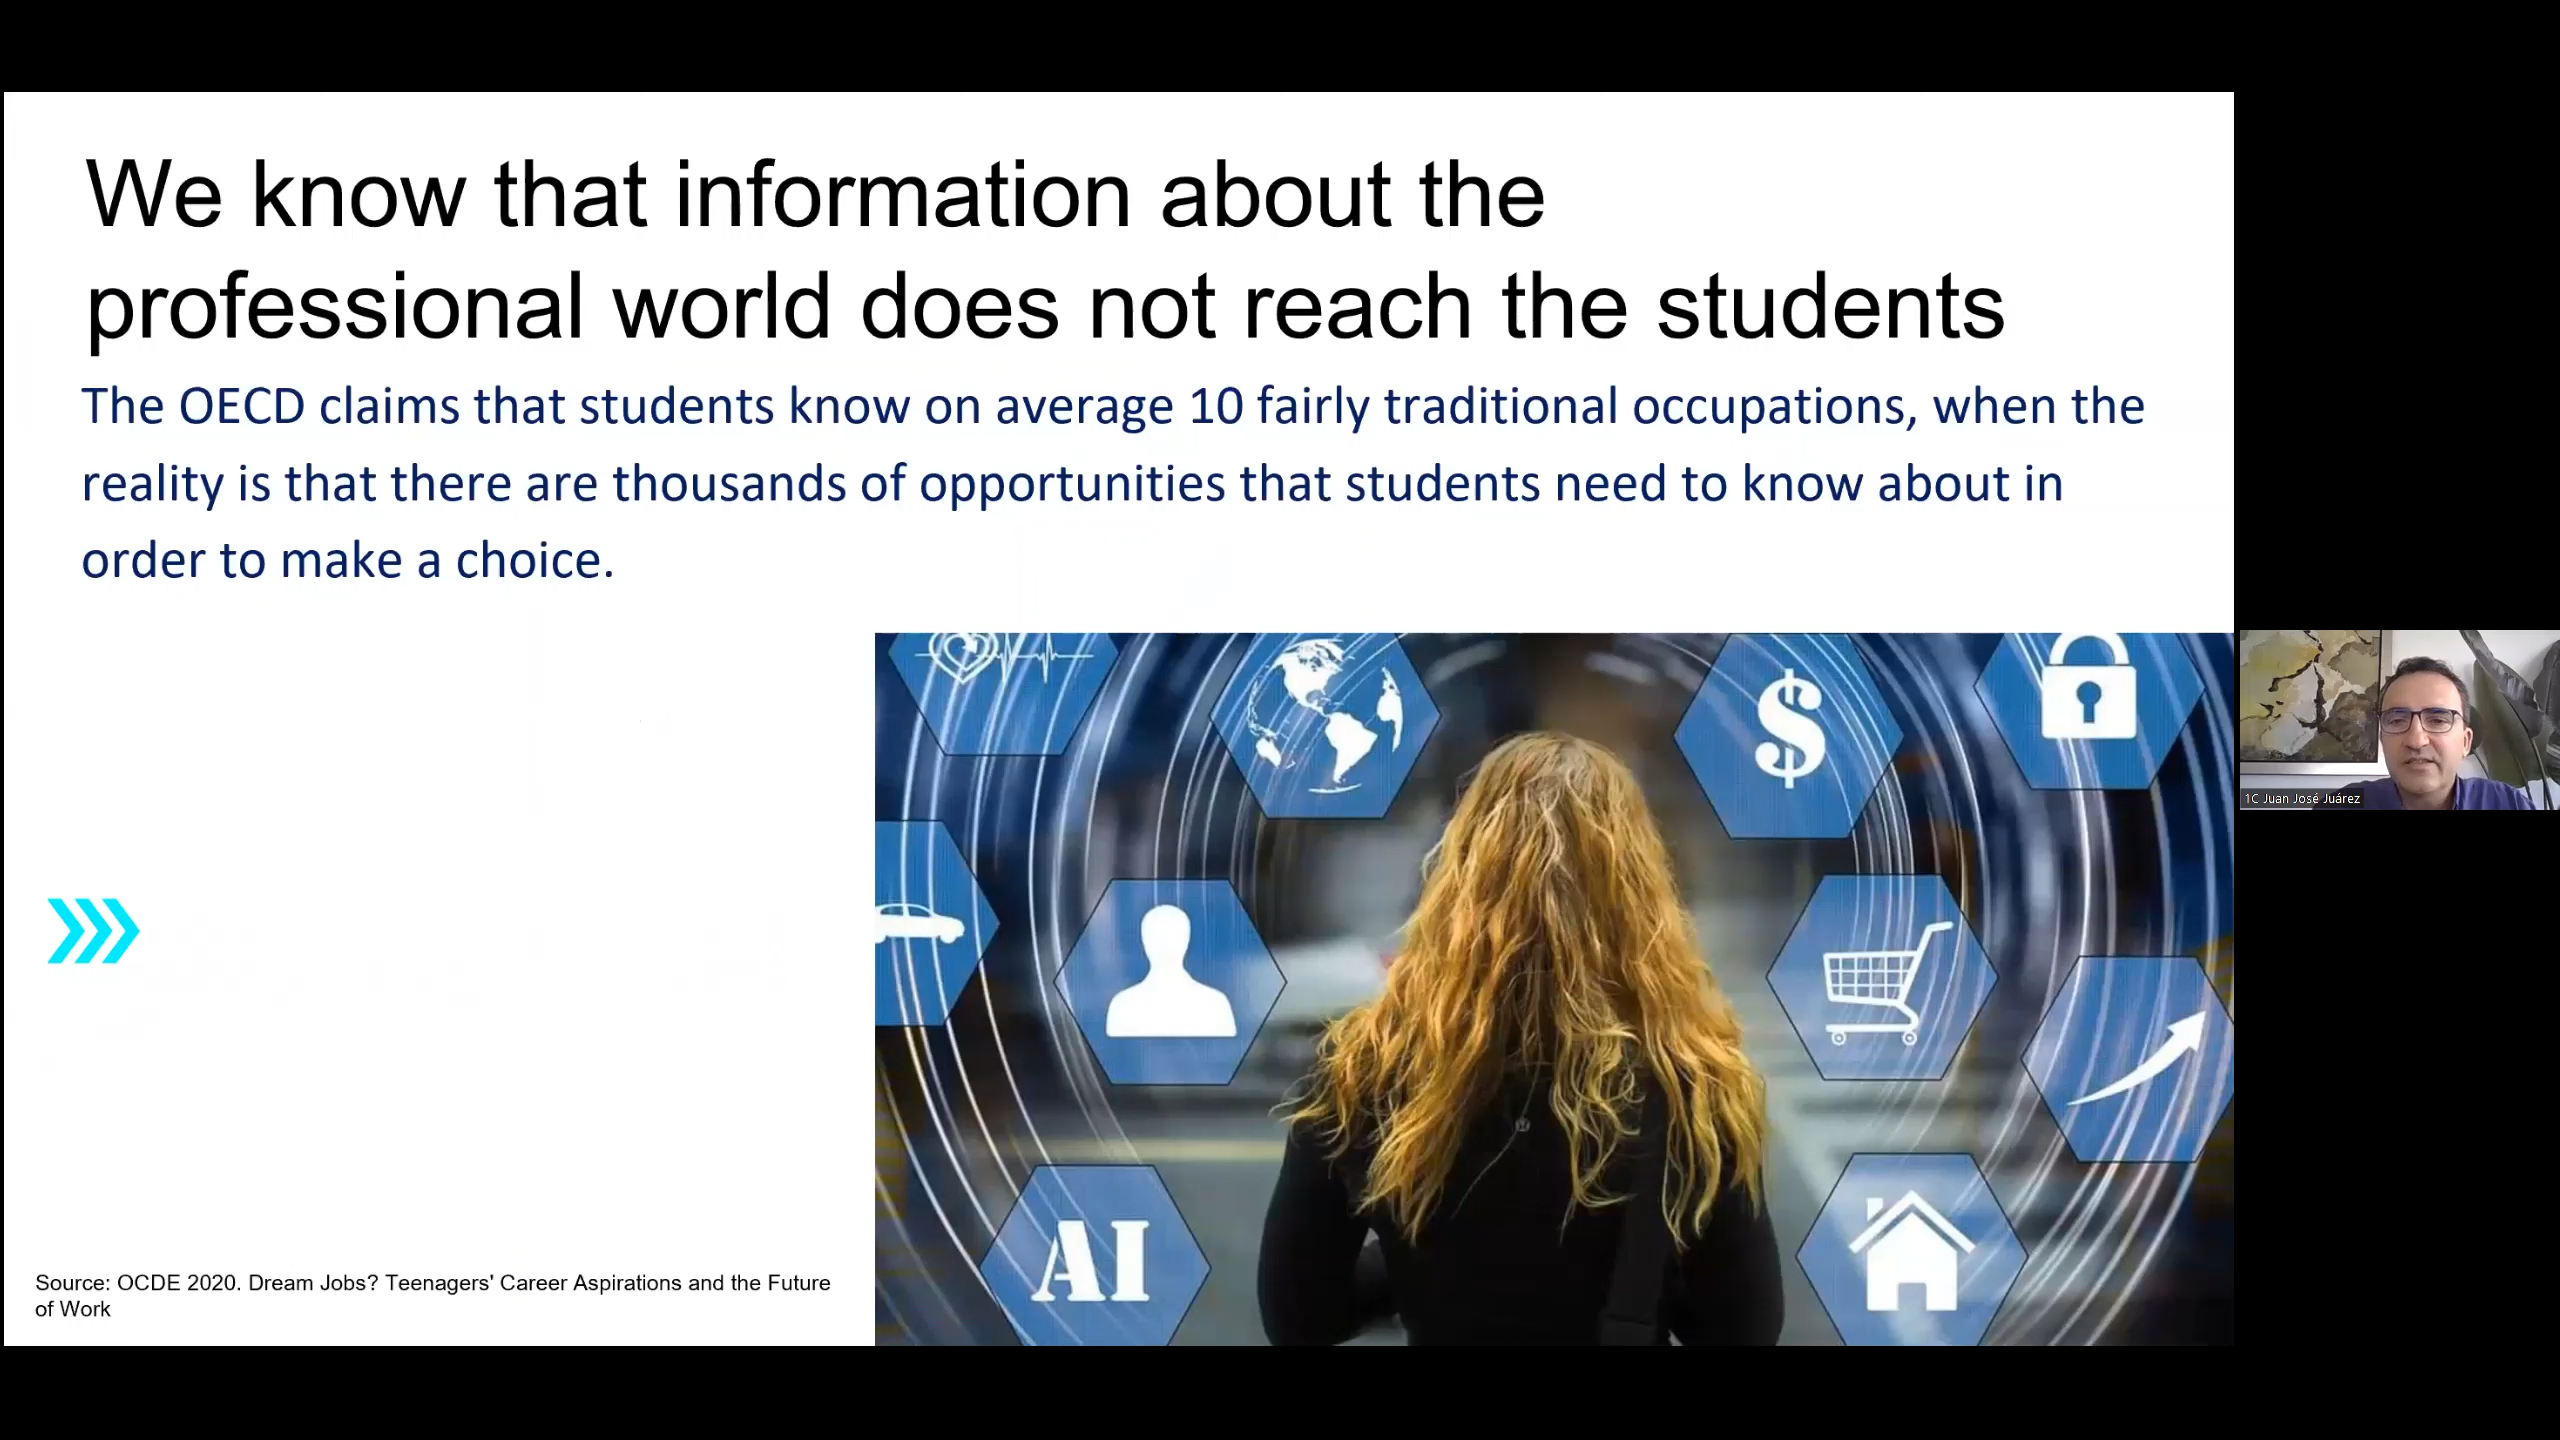 We know that information about the
professional world does not reach the students
The OECD claims that students know on average 10 fairly traditional occupations, when the
reality is that there are thousands of opportunities that students need to know about in
order to make a choice.
$
1C Juan José Juárez
AI
Source: OCDE 2020. Dream Jobs? Teenagers' Career Aspirations and the Future
of Work